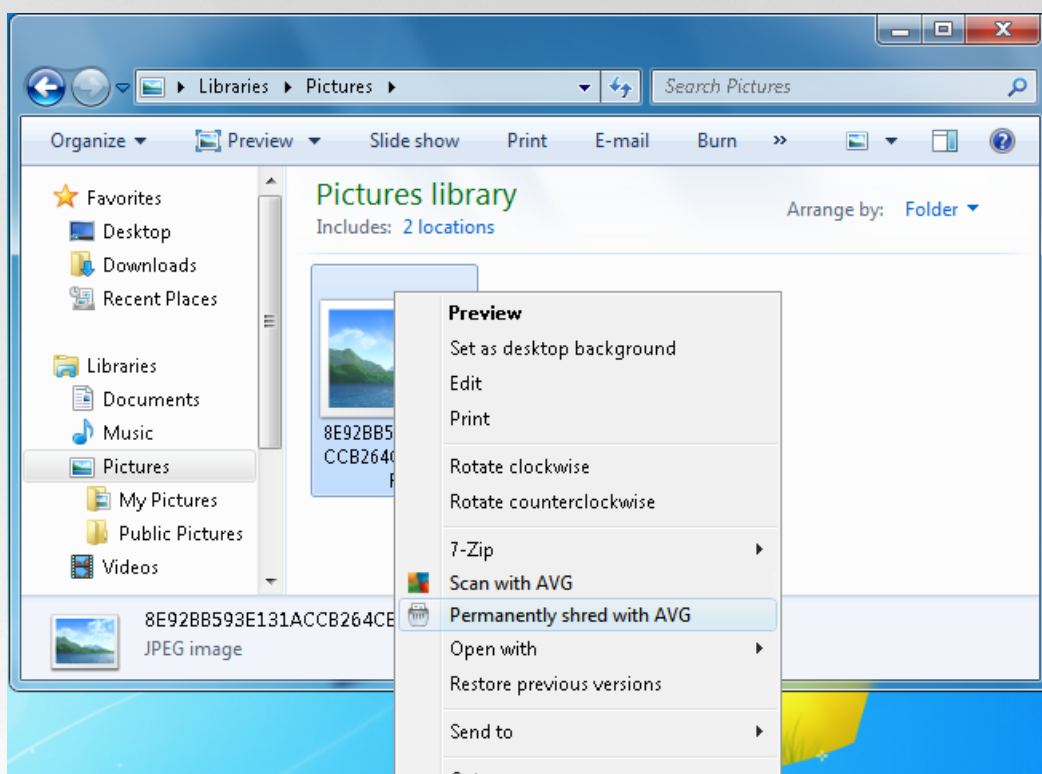 Libraries Pictures
Search Pictures
Organize Preview Slide show Print E-mail Burn »
Favorites
Desktop
Downloads
Recent Places
Libraries
Documents
Music
Pictures
My Pictures
Public Pictures
Videos
Pictures library
Includes: 2 locations
Arrange by: Folder
8E92BB5
CCB264
Preview
Set as desktop background
Edit
Print
Rotate clockwise
Rotate counterclockwise
7-Zip
Scan with AVG
Permanently shred with AVG
Open with
Restore previous versions
Send to
8E92BB593E131ACCB264CE
JPEG image